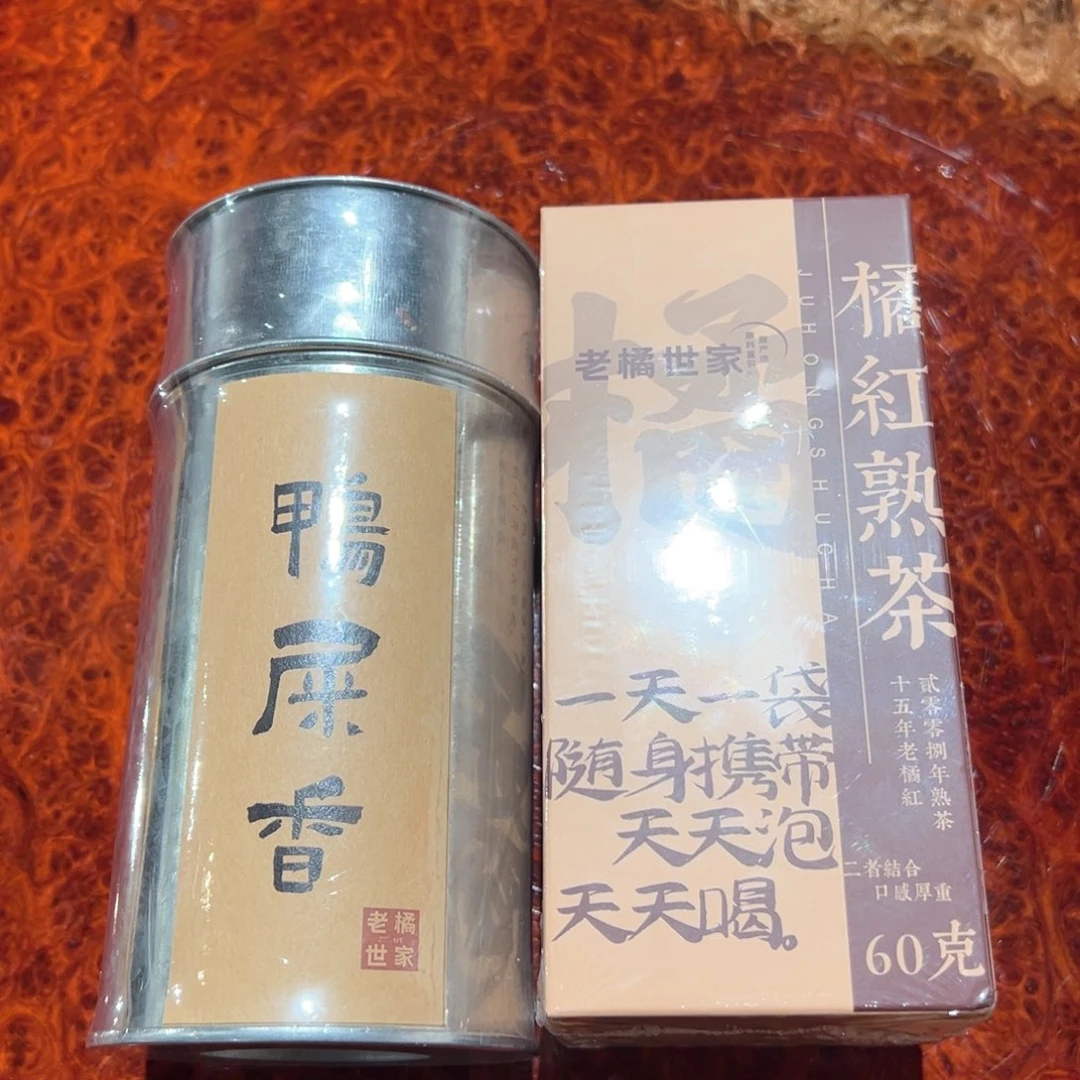 鴨屎香
老橘
世家
老橘世家
橘紅熟茶
JUHONGSHUCHA
貳零零捌年熟茶
十五年老橘紅
二者結合
口感厚重
60克
一天一袋
隨身携带
天天泡
天天喝。